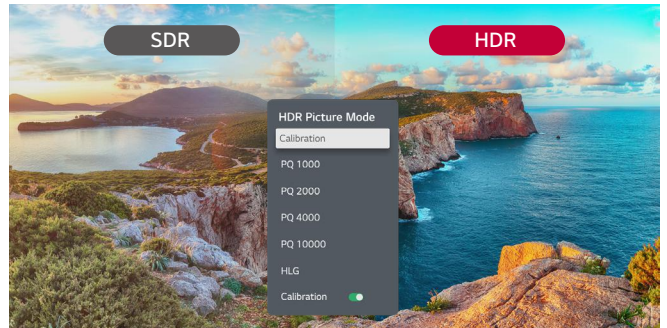 SDR
HDR
HDR Picture Mode
Calibration
PQ 1000
PQ 2000
PQ 4000
PQ 10000
HLG
Calibration